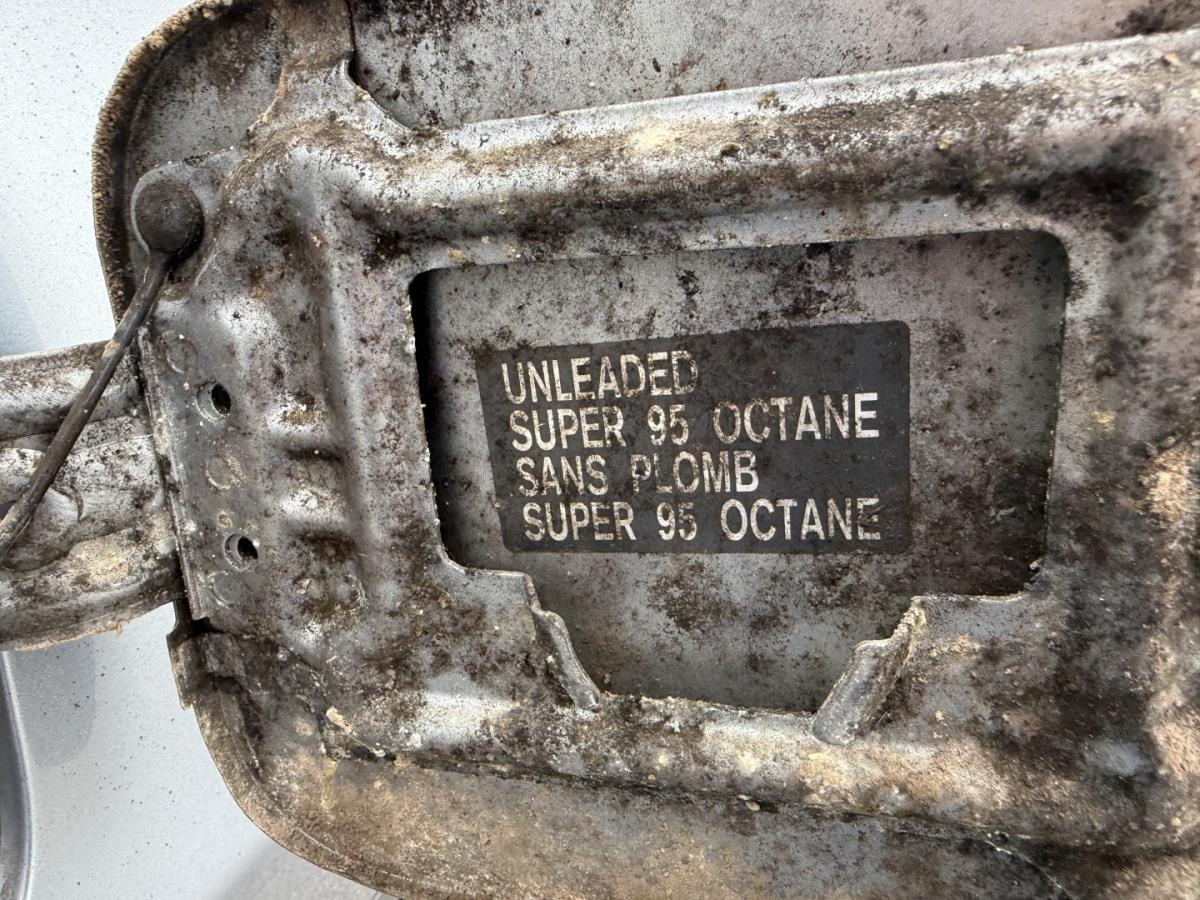 UNLEADED
SUPER 95 OCTANE
SANS PLOMB
SUPER 95 OCTANE